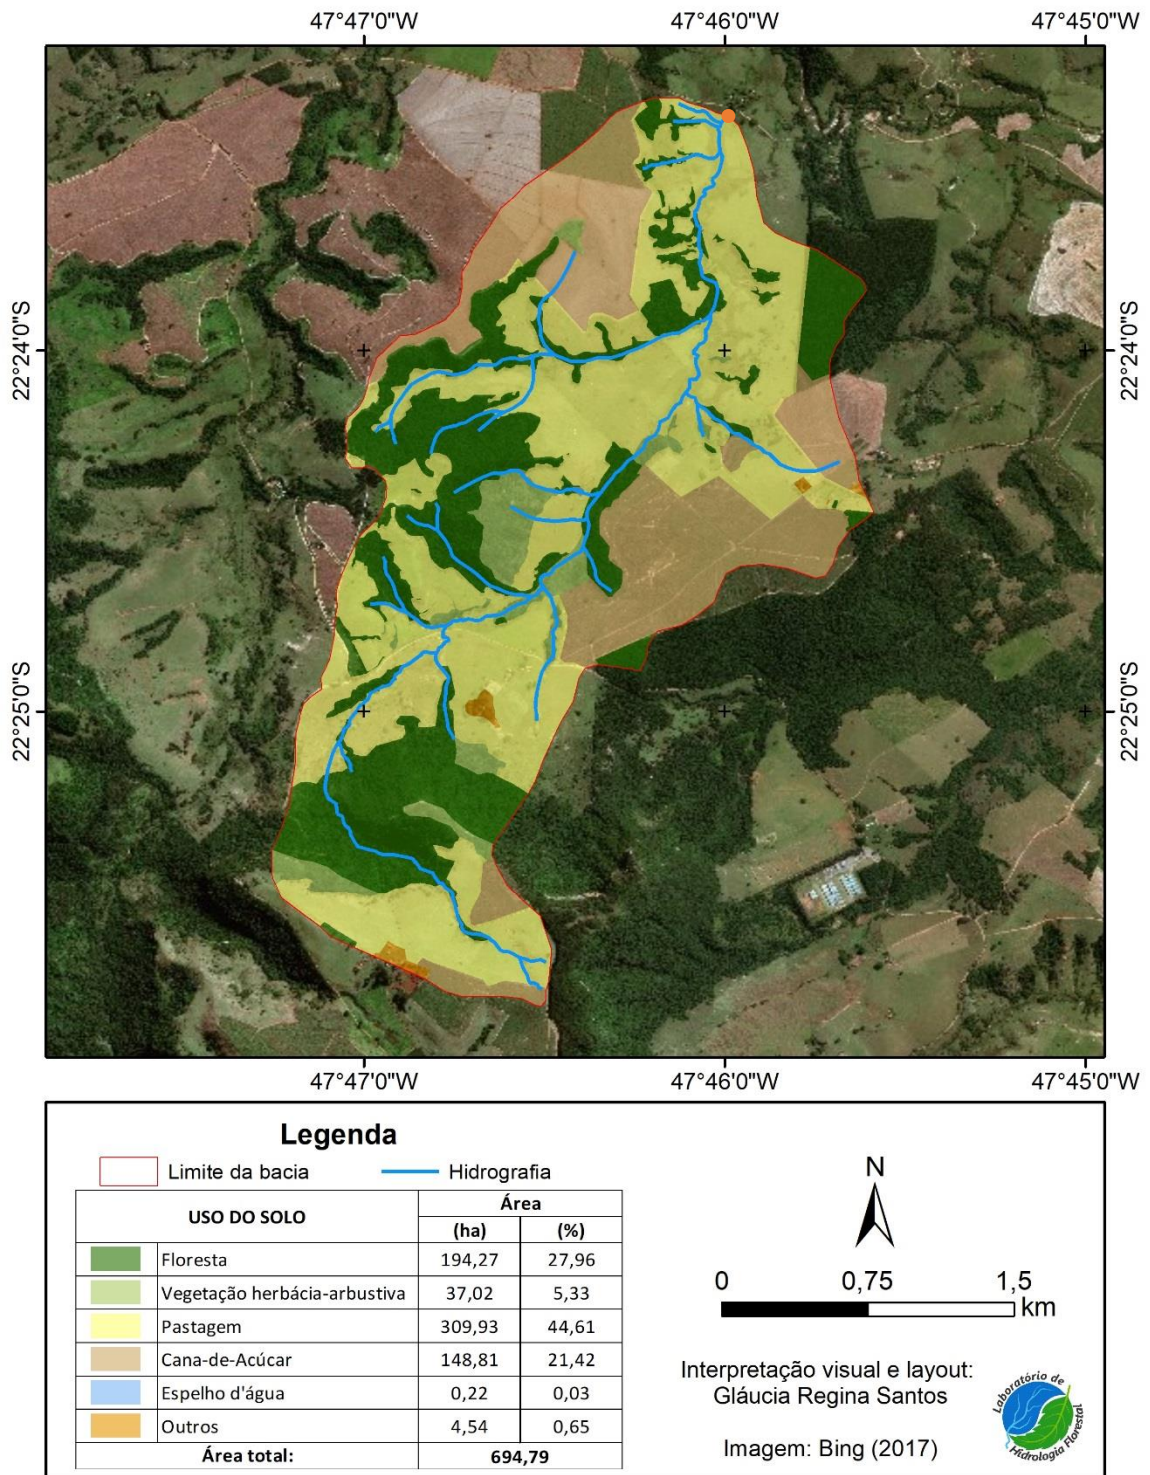 47°47'0"W 47°46'0"W 47°45'0"W
22°24'0"S 22°24'0"S
22°25'0"S 22°25'0"S
47°47'0"W 47°46'0"W 47°45'0"W
Legenda
Limite da bacia Hidrografia
USO DO SOLO Área
(ha) (%)
Floresta 194,27 27,96
Vegetação herbácia-arbustiva 37,02 5,33
Pastagem 309,93 44,61
Cana-de-Acúcar 148,81 21,42
Espelho d'água 0,22 0,03
Outros 4,54 0,65
Área total: 694,79
N
0 0,75 1,5
km
Interpretação visual e layout:
Gláucia Regina Santos
Imagem: Bing (2017)
Laboratório de
Hidrologia Florestal